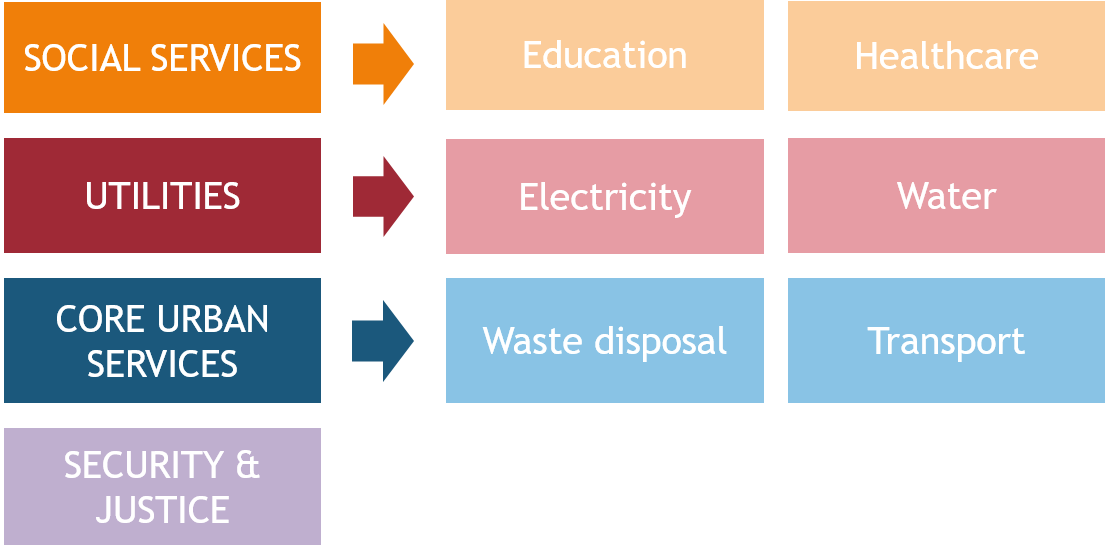 SOCIAL SERVICES
Education
Healthcare
UTILITIES
Electricity
Water
CORE URBAN
SERVICES
Waste disposal
Transport
SECURITY &
JUSTICE